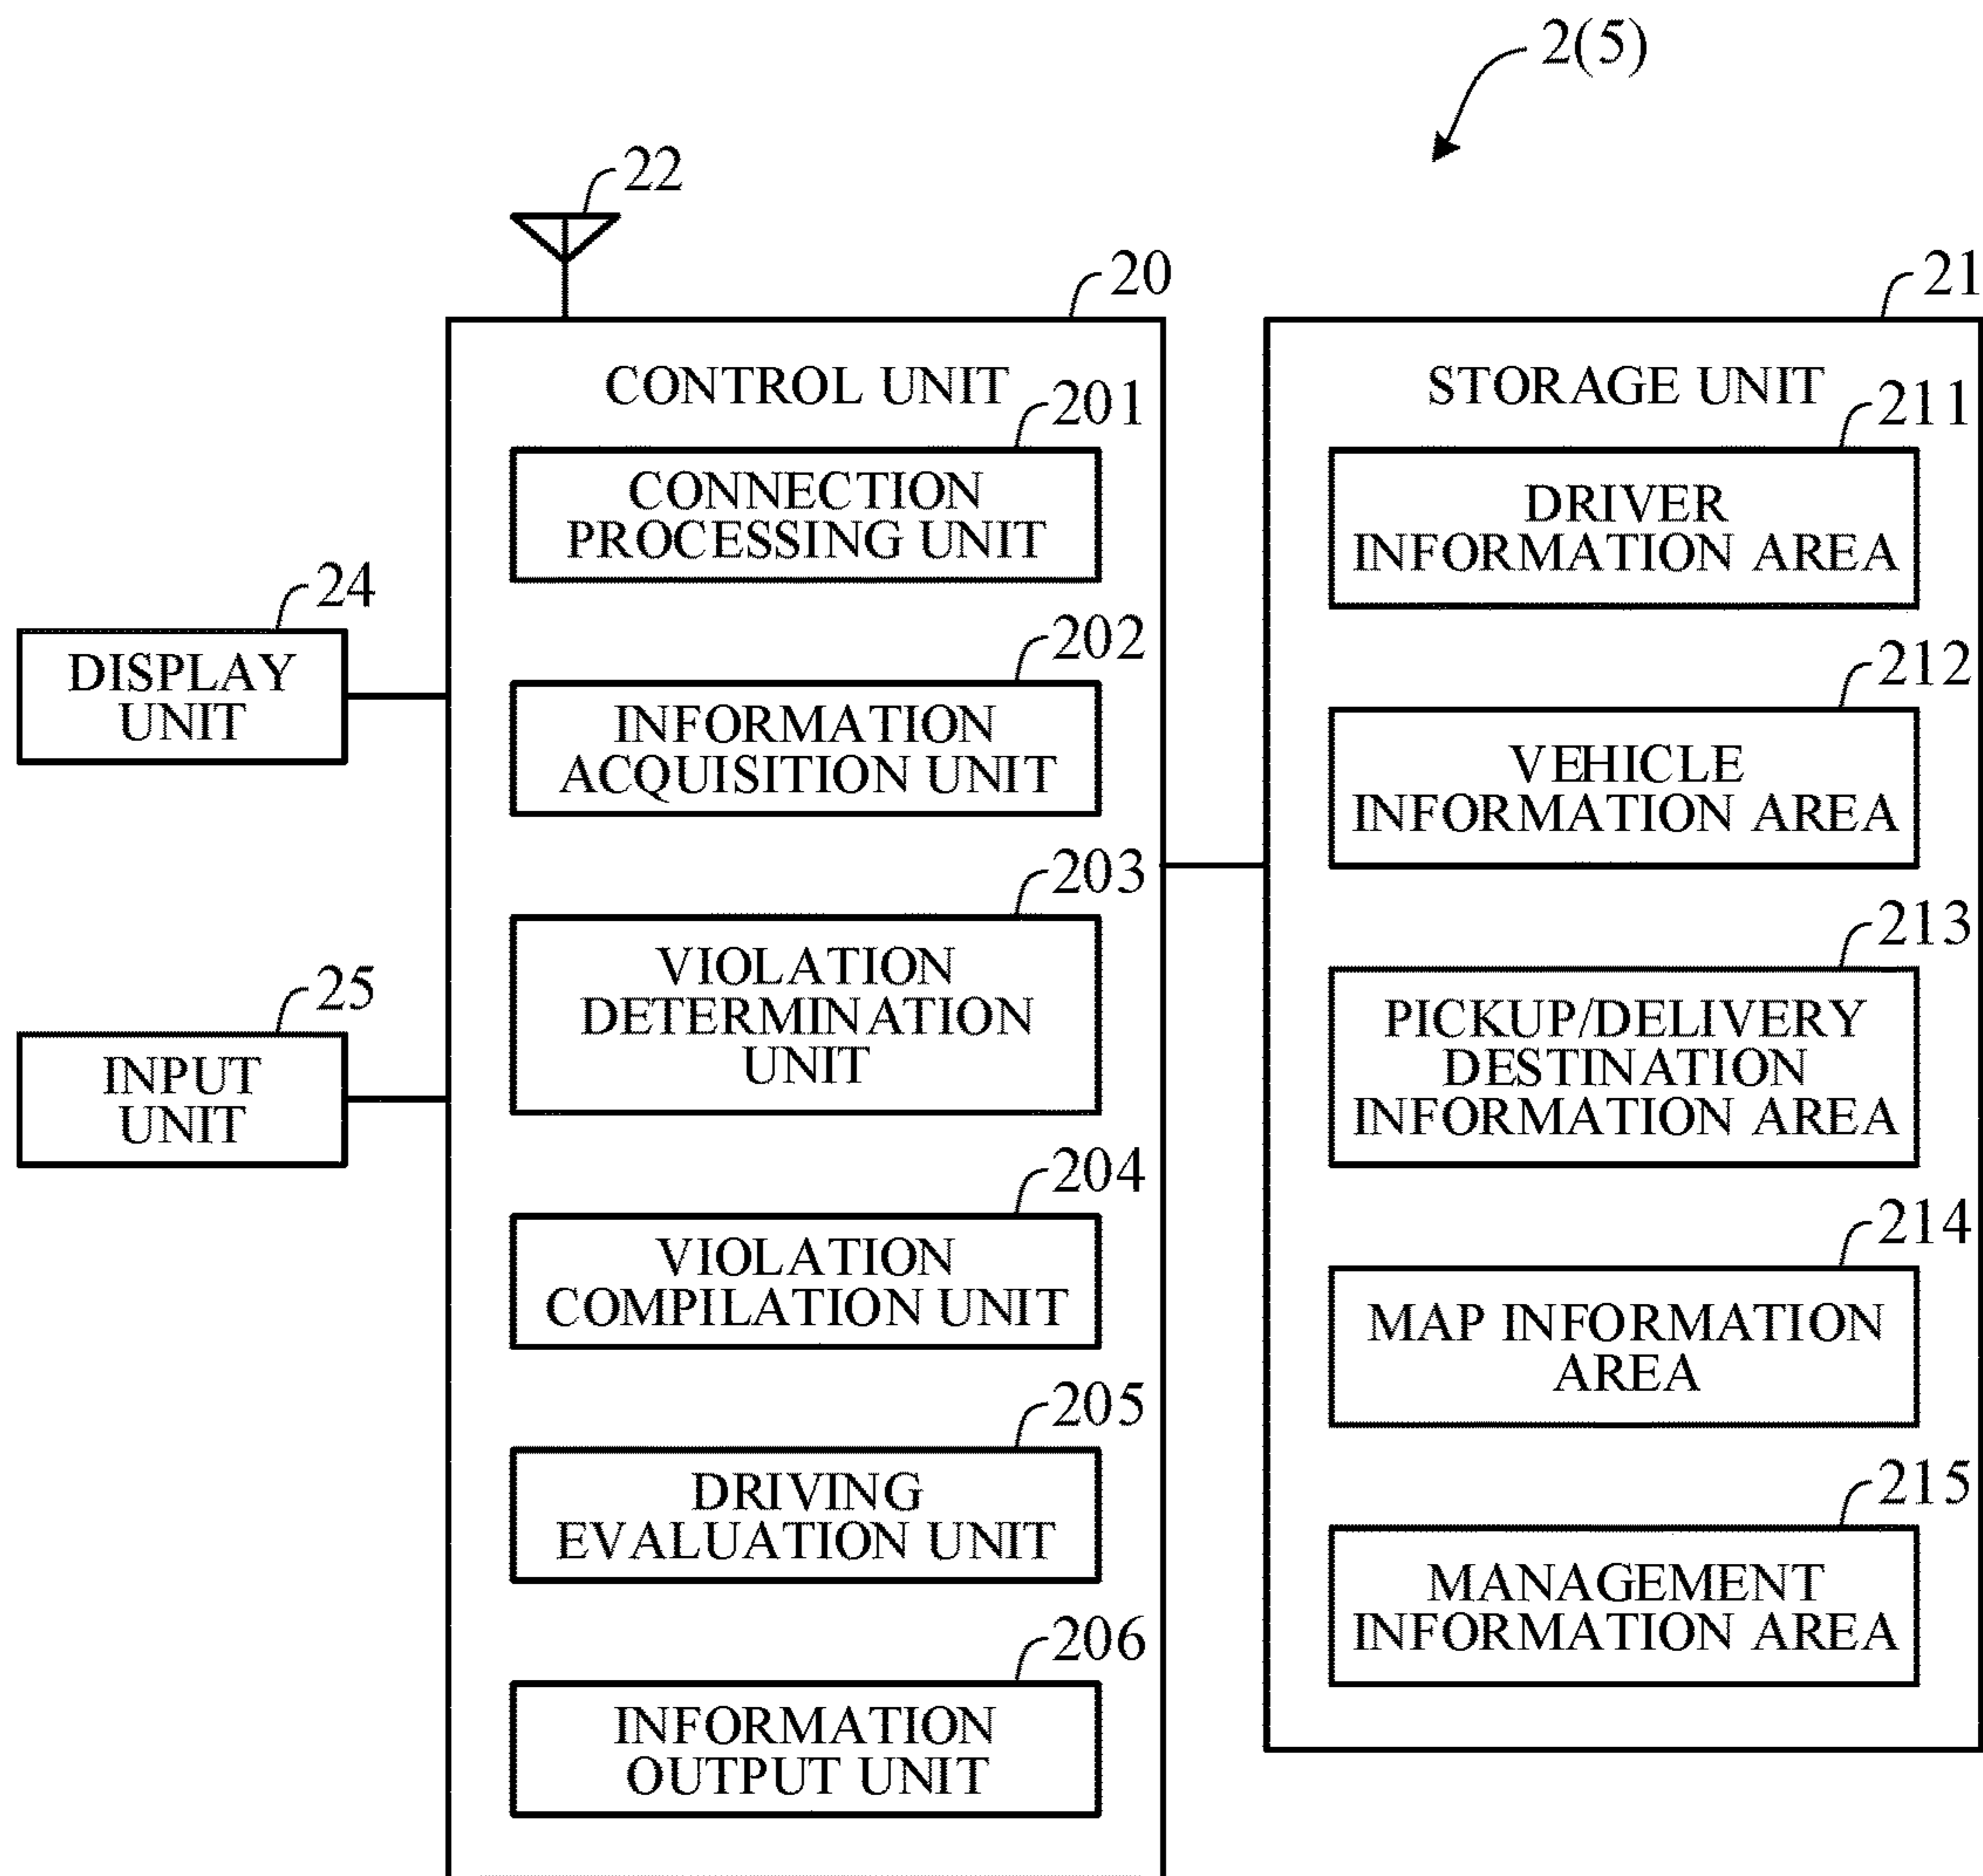 2(5)
22
20
21
CONTROL UNIT
STORAGE UNIT
201
CONNECTION
PROCESSING UNIT
211
DRIVER
INFORMATION AREA
24
DISPLAY
UNIT
202
INFORMATION
ACQUISITION UNIT
212
VEHICLE
INFORMATION AREA
203
VIOLATION
DETERMINATION
UNIT
213
PICKUP/DELIVERY
DESTINATION
INFORMATION AREA
25
INPUT
UNIT
204
VIOLATION
COMPILATION UNIT
214
MAP INFORMATION
AREA
205
DRIVING
EVALUATION UNIT
215
MANAGEMENT
INFORMATION AREA
206
INFORMATION
OUTPUT UNIT